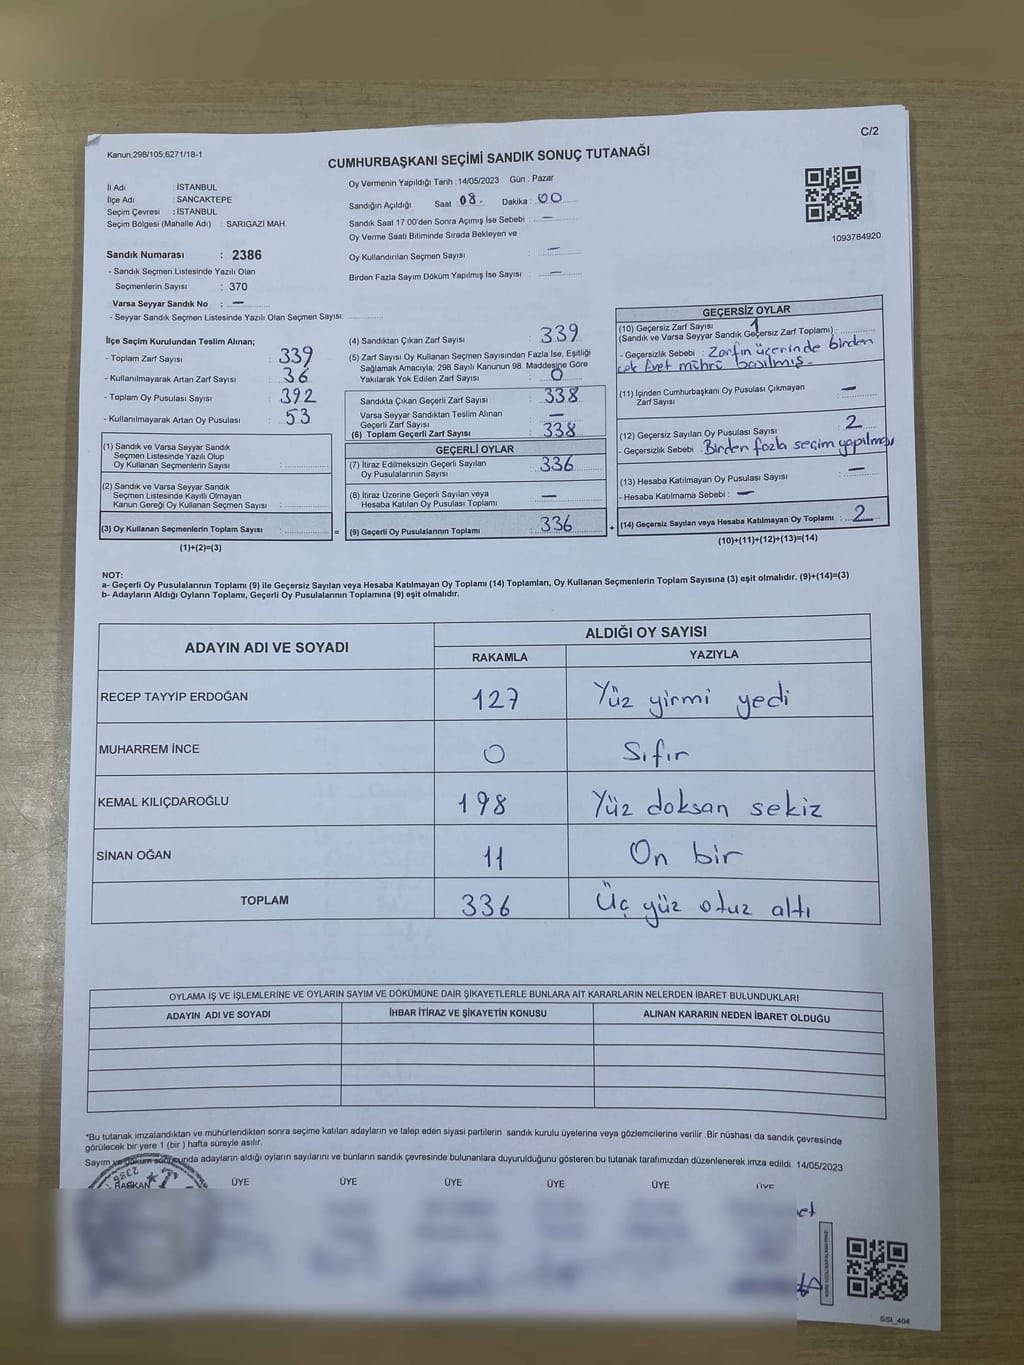 C/2
Kanun,298/105,6271/18-1
CUMHURBAŞKANI SEÇİMİ SANDIK SONUÇ TUTANAĞI
İl Adı : İSTANBUL
İlçe Adı : SANCAKTEPE
Seçim Çevresi : İSTANBUL
Seçim Bölgesi (Mahalle Adı) : SARIGAZİ MAH
Sandık Numarası : 2386
- Sandık Seçmen Listesinde Yazılı Olan
Seçmenlerin Sayısı : 370
Varsa Seyyar Sandık No : —
- Seyyar Sandık Seçmen Listesinde Yazılı Olan Seçmen Sayısı:
Oy Vermenin Yapıldığı Tarih : 14/05/2023 Gün : Pazar
Sandığın Açıldığı Saat 08. Dakika : 00
Sandık Saat 17.00'den Sonra Açımış İse Sebebi : —
Oy Verme Saati Bitiminde Sırada Bekleyen ve
Oy Kullandırılan Seçmen Sayısı : —
Birden Fazla Sayım Döküm Yapılmış İse Sayısı : —
1093784920
İlçe Seçim Kurulundan Teslim Alınan;
- Toplam Zarf Sayısı : 339
- Kullanılmayarak Artan Zarf Sayısı : 36
- Toplam Oy Pusulası Sayısı : 392
- Kullanılmayarak Artan Oy Pusulası : 53
(1) Sandık ve Varsa Seyyar Sandık
Seçmen Listesinde Yazılı Olup
Oy Kullanan Seçmenlerin Sayısı :
(2) Sandık ve Varsa Seyyar Sandık
Seçmen Listesinde Kayıtlı Olmayan
Kanun Gereği Oy Kullanan Seçmen Sayısı :
(3) Oy Kullanan Seçmenlerin Toplam Sayısı :
(1)+(2)=(3)
(4) Sandıktan Çıkan Zarf Sayısı : 339
(5) Zarf Sayısı Oy Kullanan Seçmen Sayısından Fazla İse, Eşitliği
Sağlamak Amacıyla, 298 Sayılı Kanunun 98. Maddesine Göre
Yakılarak Yok Edilen Zarf Sayısı : 0
Sandıkta Çıkan Geçerli Zarf Sayısı : 338
Varsa Seyyar Sandıktan Teslim Alınan
Geçerli Zarf Sayısı : —
(6) Toplam Geçerli Zarf Sayısı : 338
GEÇERLİ OYLAR
(7) İtiraz Edilmeksizin Geçerli Sayılan
Oy Pusulalarının Sayısı : 336
(8) İtiraz Üzerine Geçerli Sayılan veya
Hesaba Katılan Oy Pusulası Toplamı : —
= (9) Geçerli Oy Pusulalarının Toplamı : 336
GEÇERSİZ OYLAR
(10) Geçersiz Zarf Sayısı 1
(Sandık ve Varsa Seyyar Sandık Geçersiz Zarf Toplamı) :
- Geçersizlik Sebebi : Zarfın üzerinde birden
çok Evet mührü basılmış.
(11) İçinden Cumhurbaşkanı Oy Pusulası Çıkmayan
Zarf Sayısı : —
(12) Geçersiz Sayılan Oy Pusulası Sayısı : 2
- Geçersizlik Sebebi : Birden fazla seçim yapılmış
(13) Hesaba Katılmayan Oy Pusulası Sayısı : —
- Hesaba Katılmama Sebebi : —
+ (14) Geçersiz Sayılan veya Hesaba Katılmayan Oy Toplamı : 2
(10)+(11)+(12)+(13)=(14)
NOT:
a- Geçerli Oy Pusulalarının Toplamı (9) ile Geçersiz Sayılan veya Hesaba Katılmayan Oy Toplamı (14) Toplamları, Oy Kullanan Seçmenlerin Toplam Sayısına (3) eşit olmalıdır. (9)+(14)=(3)
b- Adayların Aldığı Oyların Toplamı, Geçerli Oy Pusulalarının Toplamına (9) eşit olmalıdır.
ADAYIN ADI VE SOYADI ALDIĞI OY SAYISI
RAKAMLA YAZIYLA
RECEP TAYYİP ERDOĞAN 127 Yüz yirmi yedi
MUHARREM İNCE 0 Sıfır
KEMAL KILIÇDAROĞLU 198 Yüz doksan sekiz
SİNAN OĞAN 11 On bir
TOPLAM 336 Üç yüz otuz altı
OYLAMA İŞ VE İŞLEMLERİNE VE OYLARIN SAYIM VE DÖKÜMÜNE DAİR ŞİKAYETLERLE BUNLARA AİT KARARLARIN NELERDEN İBARET BULUNDUKLARI
ADAYIN ADI VE SOYADI İHBAR İTİRAZ VE ŞİKAYETİN KONUSU ALINAN KARARIN NEDEN İBARET OLDUĞU
*Bu tutanak imzalandıktan ve mühürlendikten sonra seçime katılan adayların ve talep eden siyasi partilerin sandık kurulu üyelerine veya gözlemcilerine verilir .Bir nüshası da sandık çevresinde
görülecek bir yere 1 (bir ) hafta süreyle asılır.
Sayım ve döküm sonucunda adayların aldığı oyların sayılarını ve bunların sandık çevresinde bulunanlara duyurulduğunu gösteren bu tutanak tarafımızdan düzenlenerek imza edildi. 14/05/2023
2386
BAŞKAN ÜYE ÜYE ÜYE ÜYE ÜYE ÜYE
SSI_404